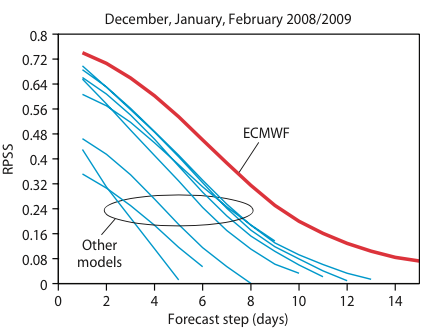 December, January, February 2008/2009
0.8
0.72
0.64
0.56
0.48
0.4
0.32
0.24
0.16
0.08
0
RPSS
ECMWF
Other
models
0 2 4 6 8 10 12 14
Forecast step (days)